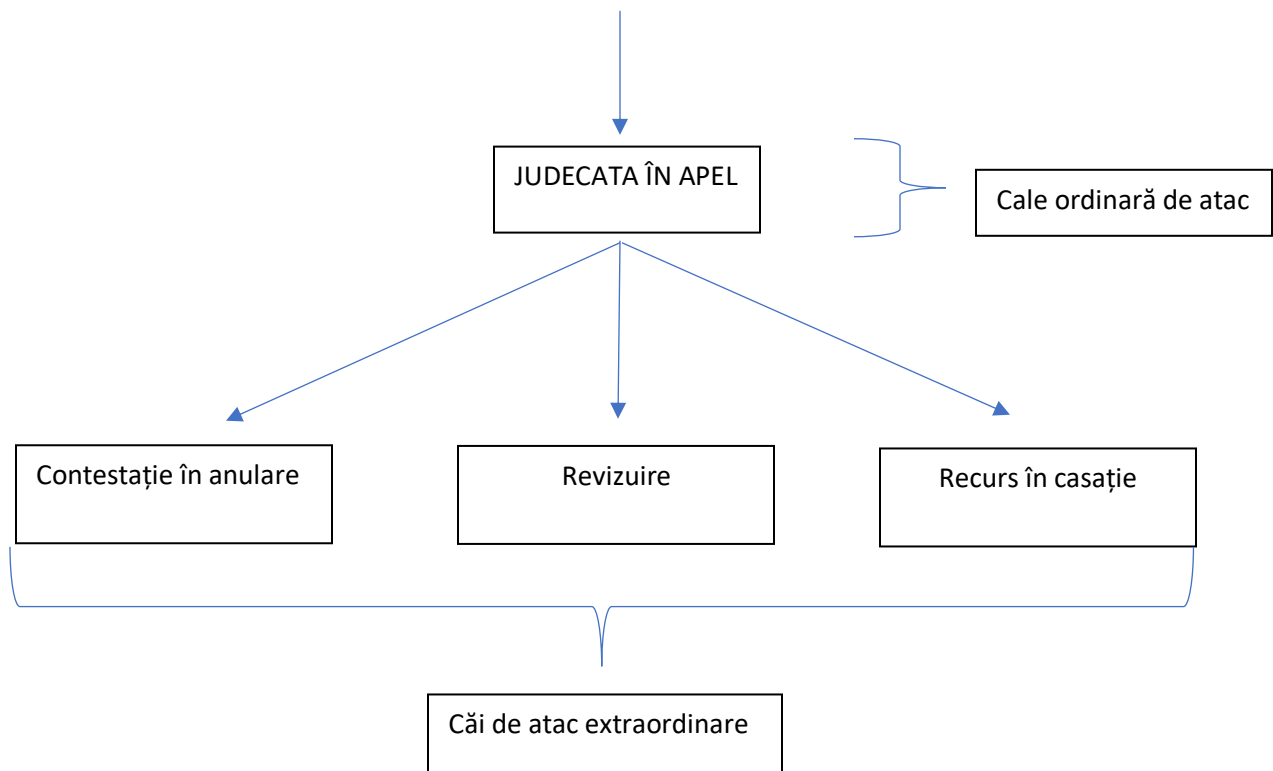 JUDECATA ÎN APEL
Cale ordinară de atac
Contestație în anulare
Revizuire
Recurs în casație
Căi de atac extraordinare